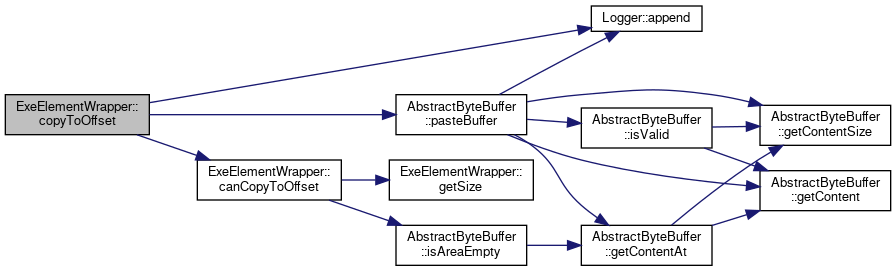 Logger::append
ExeElementWrapper::
copyToOffset
AbstractByteBuffer
::pasteBuffer
AbstractByteBuffer
::isValid
AbstractByteBuffer
::getContentSize
ExeElementWrapper::
canCopyToOffset
ExeElementWrapper::
getSize
AbstractByteBuffer
::getContent
AbstractByteBuffer
::isAreaEmpty
AbstractByteBuffer
::getContentAt